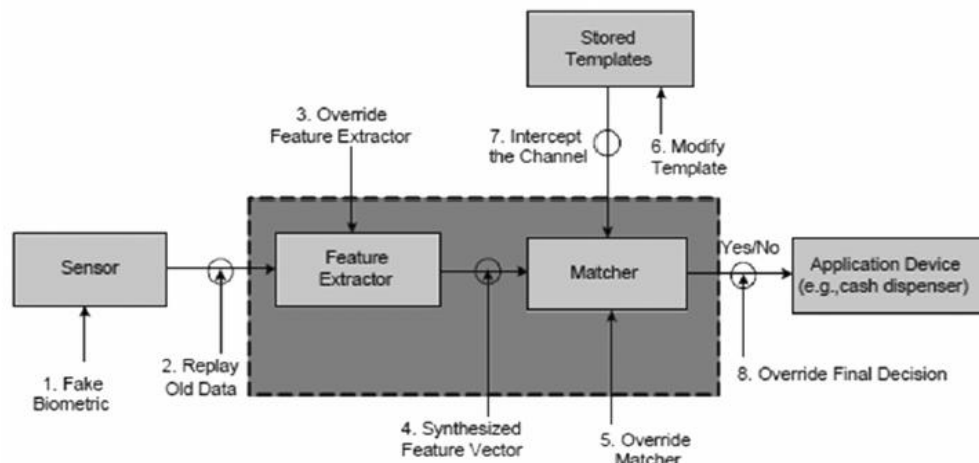 Stored
Templates
3. Override
Feature Extractor
7. Intercept
the Channel
6. Modify
Template
Sensor
Feature
Extractor
Matcher
Yes/No
Application Device
(e.g.,cash dispenser)
1. Fake
Biometric
2. Replay
Old Data
4. Synthesized
Feature Vector
5. Override
Matcher
8. Override Final Decision